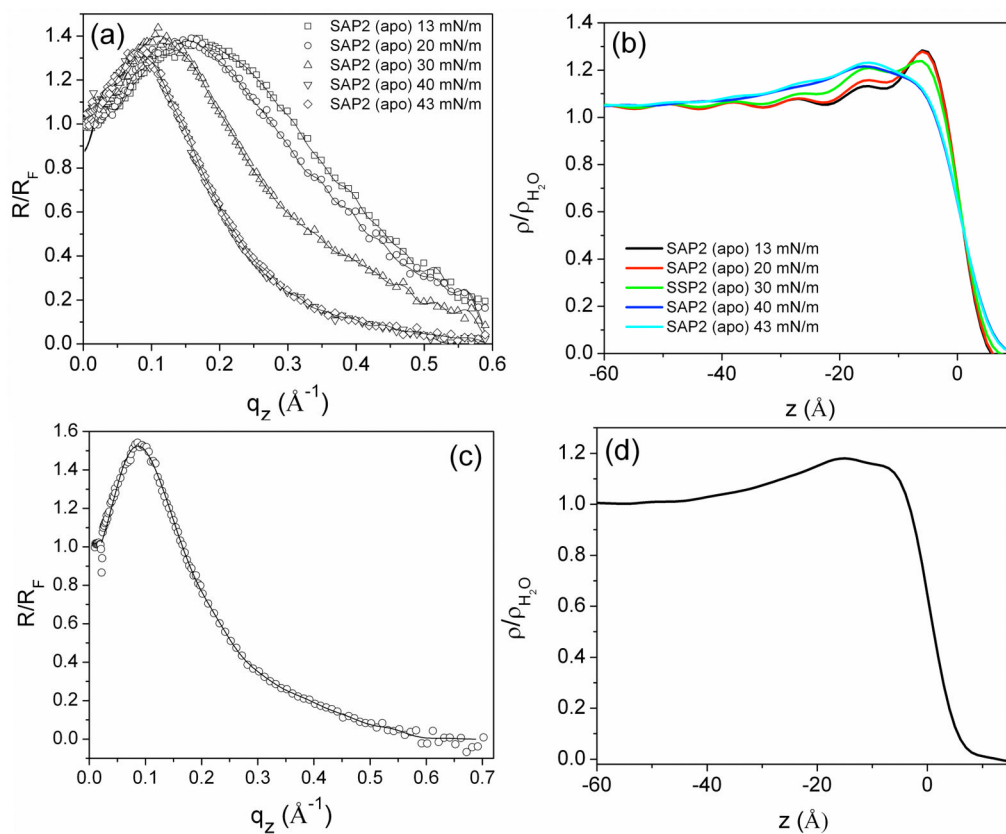 (a)
SAP2 (apo) 13 mN/m
SAP2 (apo) 20 mN/m
SAP2 (apo) 30 mN/m
SAP2 (apo) 40 mN/m
SAP2 (apo) 43 mN/m
1.4
1.2
1.0
0.8
0.6
0.4
0.2
0.0
R/R_F
0.0 0.1 0.2 0.3 0.4 0.5 0.6
q_z (Å⁻¹)
(b)
1.4
1.2
1.0
0.8
0.6
0.4
0.2
0.0
ρ/ρ_H₂O
SAP2 (apo) 13 mN/m
SAP2 (apo) 20 mN/m
SSP2 (apo) 30 mN/m
SAP2 (apo) 40 mN/m
SAP2 (apo) 43 mN/m
-60 -40 -20 0
z (Å)
(c)
1.6
1.4
1.2
1.0
0.8
0.6
0.4
0.2
0.0
R/R_F
0.0 0.1 0.2 0.3 0.4 0.5 0.6 0.7
q_z (Å⁻¹)
(d)
1.2
1.0
0.8
0.6
0.4
0.2
0.0
ρ/ρ_H₂O
-60 -40 -20 0
z (Å)